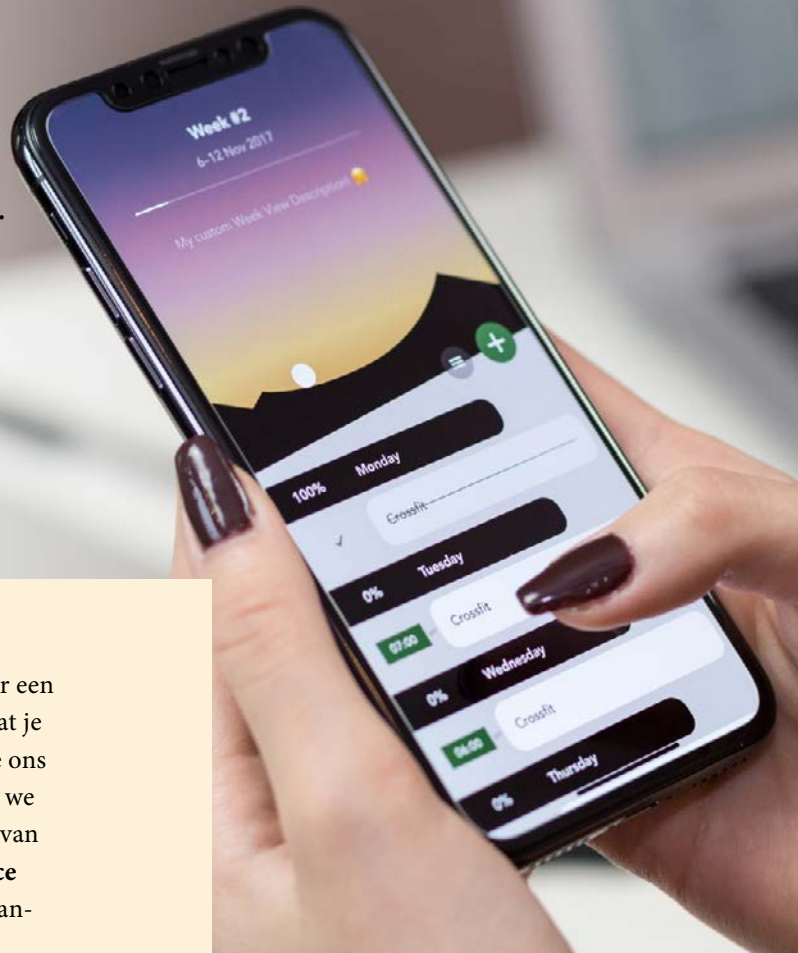 Week #2
6-12 Nov 2017
My custom Week View Description
.
100% Monday
✓ Crossfit
0% Tuesday
07:00 Crossfit
0% Wednesday
06:00 Crossfit
0% Thursday
r een
at je
e ons
we
van
ce
an-